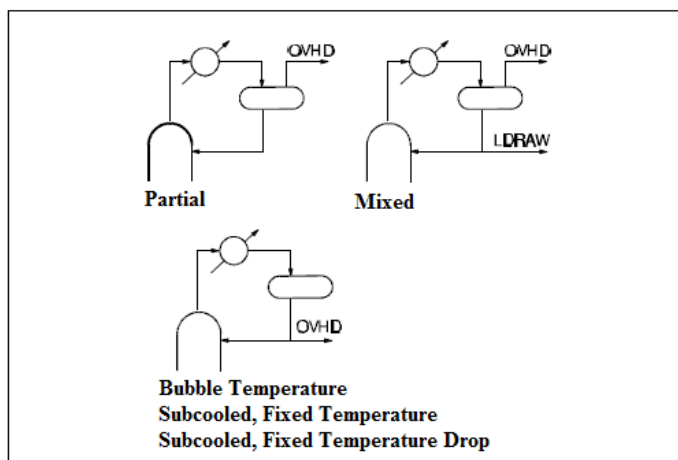 OVHD
OVHD
LDRAW
Partial
Mixed
OVHD
Bubble Temperature
Subcooled, Fixed Temperature
Subcooled, Fixed Temperature Drop